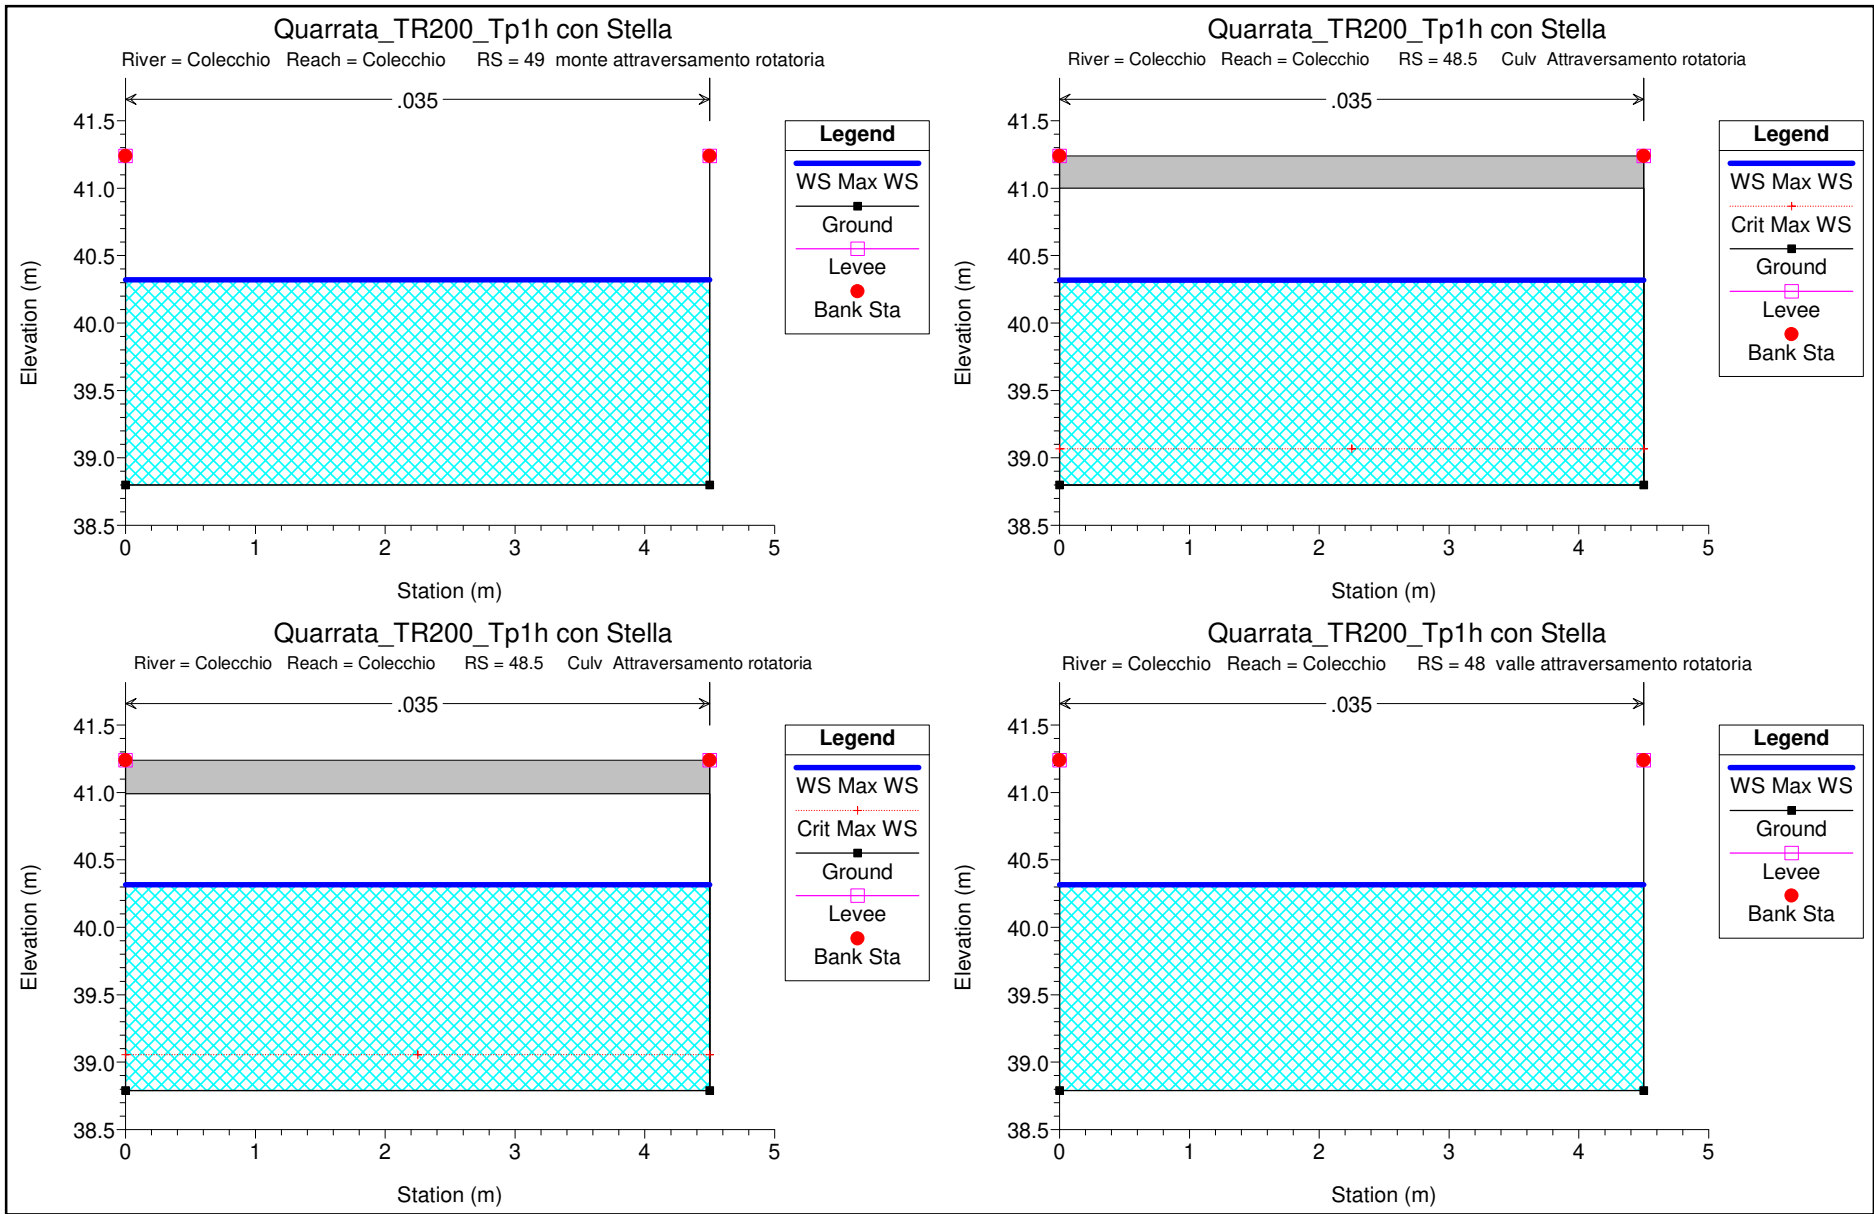 Quarrata_TR200_Tp1h con Stella
River = Colecchio Reach = Colecchio RS = 49 monte attraversamento rotatoria
.035
41.5
41.0
40.5
40.0
39.5
39.0
38.5
0 1 2 3 4 5
Elevation (m)
Station (m)
Legend
WS Max WS
Ground
Levee
Bank Sta
Quarrata_TR200_Tp1h con Stella
River = Colecchio Reach = Colecchio RS = 48.5 Culv Attraversamento rotatoria
.035
41.5
41.0
40.5
40.0
39.5
39.0
38.5
0 1 2 3 4 5
Elevation (m)
Station (m)
Legend
WS Max WS
Crit Max WS
Ground
Levee
Bank Sta
Quarrata_TR200_Tp1h con Stella
River = Colecchio Reach = Colecchio RS = 48.5 Culv Attraversamento rotatoria
.035
41.5
41.0
40.5
40.0
39.5
39.0
38.5
0 1 2 3 4 5
Elevation (m)
Station (m)
Legend
WS Max WS
Crit Max WS
Ground
Levee
Bank Sta
Quarrata_TR200_Tp1h con Stella
River = Colecchio Reach = Colecchio RS = 48 valle attraversamento rotatoria
.035
41.5
41.0
40.5
40.0
39.5
39.0
38.5
0 1 2 3 4 5
Elevation (m)
Station (m)
Legend
WS Max WS
Ground
Levee
Bank Sta